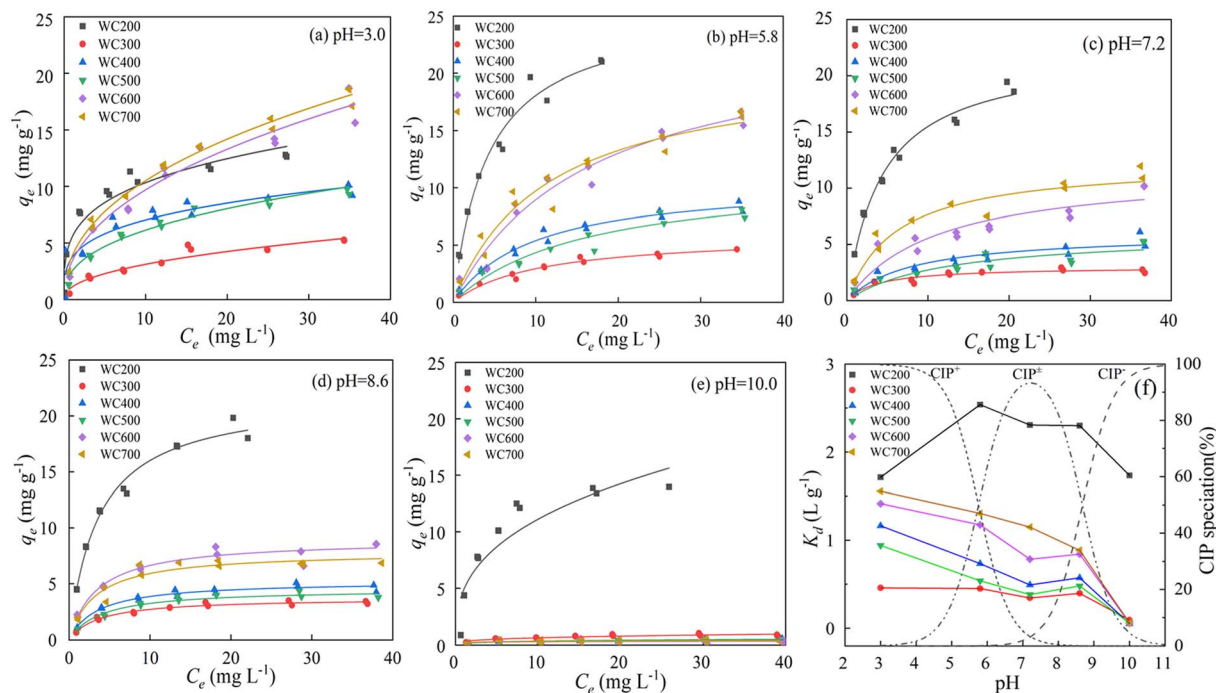 25
20
15
10
5
0
q_e (mg g⁻¹)
WC200
WC300
WC400
WC500
WC600
WC700
(a) pH=3.0
0 10 20 30 40
C_e (mg L⁻¹)
25
20
15
10
5
0
q_e (mg g⁻¹)
WC200
WC300
WC400
WC500
WC600
WC700
(b) pH=5.8
0 10 20 30 40
C_e (mg L⁻¹)
25
20
15
10
5
0
q_e (mg g⁻¹)
WC200
WC300
WC400
WC500
WC600
WC700
(c) pH=7.2
0 10 20 30 40
C_e (mg L⁻¹)
25
20
15
10
5
0
q_e (mg g⁻¹)
WC200
WC300
WC400
WC500
WC600
WC700
(d) pH=8.6
0 10 20 30 40
C_e (mg L⁻¹)
25
20
15
10
5
0
q_e (mg g⁻¹)
WC200
WC300
WC400
WC500
WC600
WC700
(e) pH=10.0
0 10 20 30 40
C_e (mg L⁻¹)
3
2
1
0
K_d (L g⁻¹)
WC200
WC300
WC400
WC500
WC600
WC700
CIP⁺ CIP± CIP⁻
(f)
100
80
60
40
20
0
CIP speciation(%)
2 3 4 5 6 7 8 9 10 11
pH